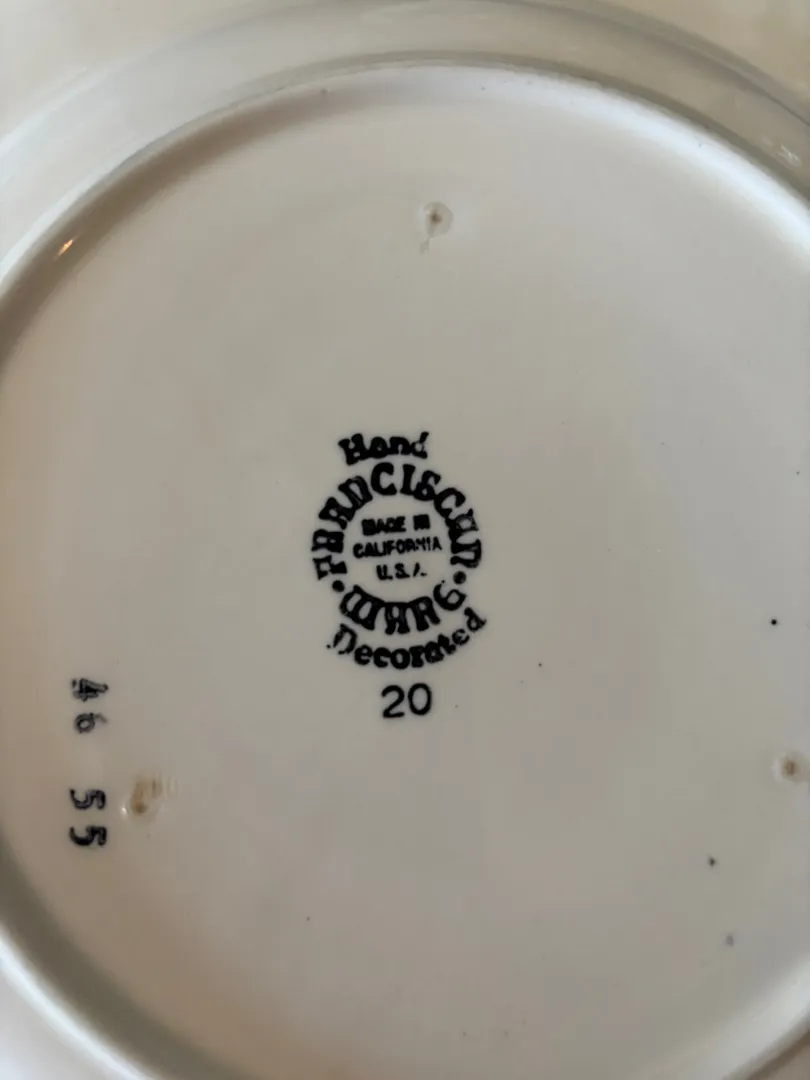 Hand
FRANCISCAN
MADE IN
CALIFORNIA
U.S.A.
WARE
Decorated
20
46 55